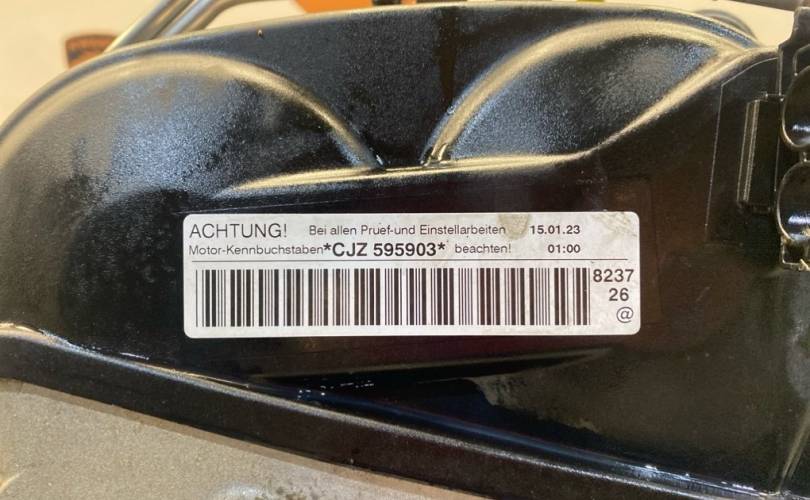 ACHTUNG! Bei allen Pruef-und Einstellarbeiten 15.01.23
Motor-Kennbuchstaben*CJZ 595903* beachten! 01:00
8237
26
@